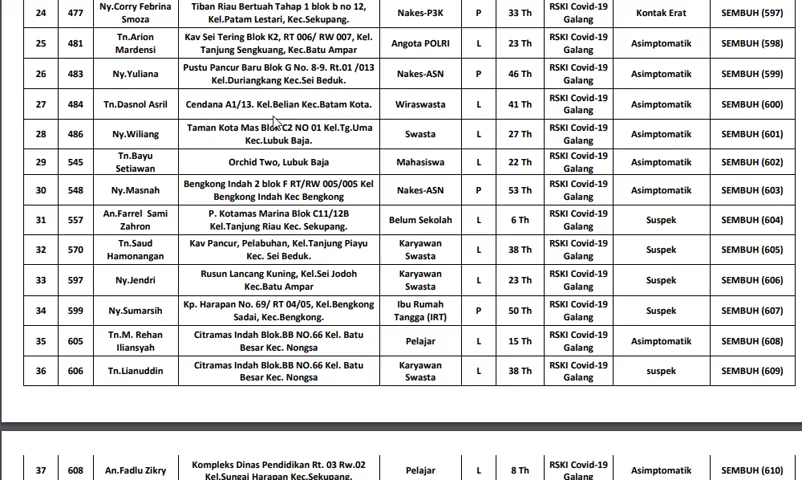 24 477 Ny.Corry Febrina Smoza Tiban Riau Bertuah Tahap 1 blok b no 12, Kel.Patam Lestari, Kec.Sekupang. Nakes-P3K P 33 Th RSKI Covid-19 Galang Kontak Erat SEMBUH (597)
25 481 Tn.Arion Mardensi Kav Sei Tering Blok K2, RT 006/ RW 007, Kel. Tanjung Sengkuang, Kec.Batu Ampar Angota POLRI L 23 Th RSKI Covid-19 Galang Asimptomatik SEMBUH (598)
26 483 Ny.Yuliana Pustu Pancur Baru Blok G No. 8-9. Rt.01 /013 Kel.Duriangkang Kec.Sei Beduk. Nakes-ASN P 46 Th RSKI Covid-19 Galang Asimptomatik SEMBUH (599)
27 484 Tn.Dasnol Asril Cendana A1/13. Kel.Belian Kec.Batam Kota. Wiraswasta L 41 Th RSKI Covid-19 Galang Asimptomatik SEMBUH (600)
28 486 Ny.Wiliang Taman Kota Mas Blok C2 NO 01 Kel.Tg.Uma Kec.Lubuk Baja. Swasta L 27 Th RSKI Covid-19 Galang Asimptomatik SEMBUH (601)
29 545 Tn.Bayu Setiawan Orchid Two, Lubuk Baja Mahasiswa L 22 Th RSKI Covid-19 Galang Asimptomatik SEMBUH (602)
30 548 Ny.Masnah Bengkong Indah 2 blok F RT/RW 005/005 Kel Bengkong Indah Kec Bengkong Nakes-ASN P 53 Th RSKI Covid-19 Galang Asimptomatik SEMBUH (603)
31 557 An.Farrel Sami Zahron P. Kotamas Marina Blok C11/12B Kel.Tanjung Riau Kec. Sekupang. Belum Sekolah L 6 Th RSKI Covid-19 Galang Suspek SEMBUH (604)
32 570 Tn.Saud Hamonangan Kav Pancur, Pelabuhan, Kel.Tanjung Piayu Kec. Sei Beduk. Karyawan Swasta L 38 Th RSKI Covid-19 Galang Suspek SEMBUH (605)
33 597 Ny.Jendri Rusun Lancang Kuning, Kel.Sei Jodoh Kec.Batu Ampar Karyawan Swasta L 23 Th RSKI Covid-19 Galang Suspek SEMBUH (606)
34 599 Ny.Sumarsih Kp. Harapan No. 69/ RT 04/05, Kel.Bengkong Sadai, Kec.Bengkong. Ibu Rumah Tangga (IRT) P 50 Th RSKI Covid-19 Galang Suspek SEMBUH (607)
35 605 Tn.M. Rehan Iliansyah Citramas Indah Blok.BB NO.66 Kel. Batu Besar Kec. Nongsa Pelajar L 15 Th RSKI Covid-19 Galang Asimptomatik SEMBUH (608)
36 606 Tn.Lianuddin Citramas Indah Blok.BB NO.66 Kel. Batu Besar Kec. Nongsa Karyawan Swasta L 38 Th RSKI Covid-19 Galang suspek SEMBUH (609)
37 608 An.Fadlu Zikry Kompleks Dinas Pendidikan Rt. 03 Rw.02 Kel.Sungai Harapan Kec.Sekupang. Pelajar L 8 Th RSKI Covid-19 Galang Asimptomatik SEMBUH (610)